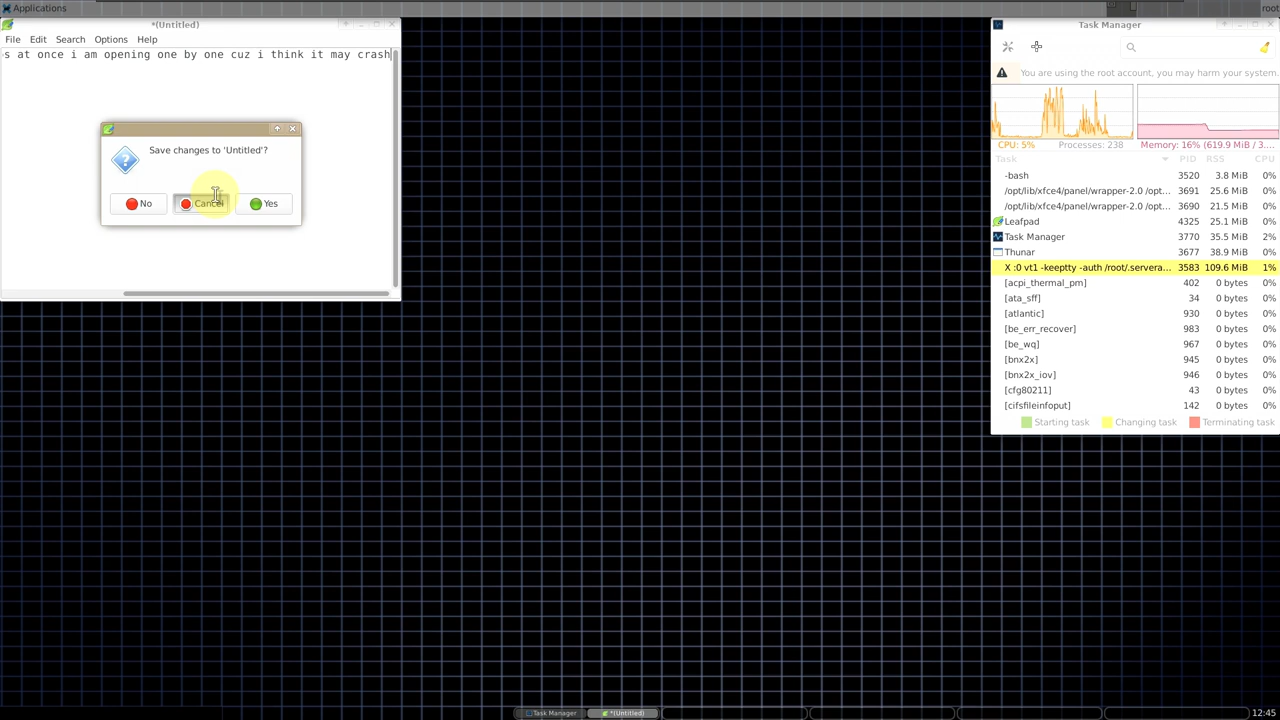 Applications
root
*(Untitled)
File Edit Search Options Help
s at once i am opening one by one cuz i think it may crash
Save changes to 'Untitled'?
No Cancel Yes
Task Manager
You are using the root account, you may harm your system.
CPU: 5% Processes: 238 Memory: 16% (619.9 MiB / 3....
Task PID RSS CPU
-bash 3520 3.8 MiB 0%
/opt/lib/xfce4/panel/wrapper-2.0 /opt... 3691 25.6 MiB 0%
/opt/lib/xfce4/panel/wrapper-2.0 /opt... 3690 21.5 MiB 0%
Leafpad 4325 25.1 MiB 0%
Task Manager 3770 35.5 MiB 2%
Thunar 3677 38.9 MiB 0%
X :0 vt1 -keeptty -auth /root/.servera... 3583 109.6 MiB 1%
[acpi_thermal_pm] 402 0 bytes 0%
[ata_sff] 34 0 bytes 0%
[atlantic] 930 0 bytes 0%
[be_err_recover] 983 0 bytes 0%
[be_wq] 967 0 bytes 0%
[bnx2x] 945 0 bytes 0%
[bnx2x_iov] 946 0 bytes 0%
[cfg80211] 43 0 bytes 0%
[cifsfileinfoput] 142 0 bytes 0%
Starting task Changing task Terminating task
Task Manager *(Untitled) 12:45